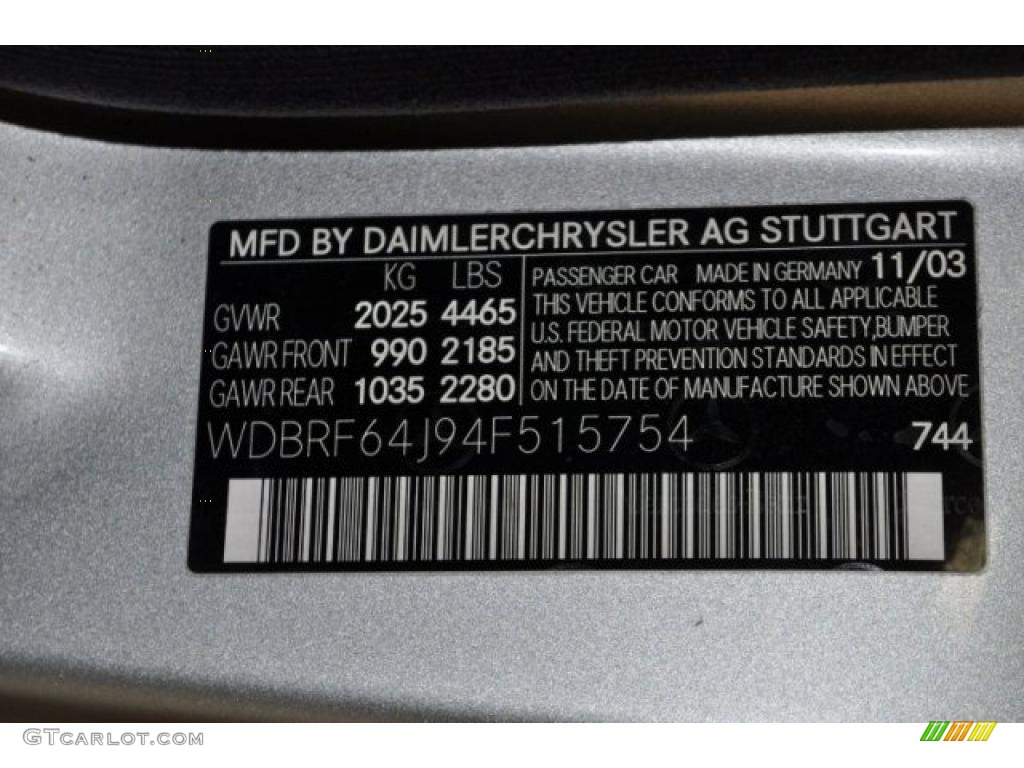 MFD BY DAIMLERCHRYSLER AG STUTTGART
KG LBS
GVWR 2025 4465
GAWR FRONT 990 2185
GAWR REAR 1035 2280
PASSENGER CAR MADE IN GERMANY 11/03
THIS VEHICLE CONFORMS TO ALL APPLICABLE
U.S. FEDERAL MOTOR VEHICLE SAFETY,BUMPER
AND THEFT PREVENTION STANDARDS IN EFFECT
ON THE DATE OF MANUFACTURE SHOWN ABOVE
WDBRF64J94F515754 744
GTCARLOT.COM